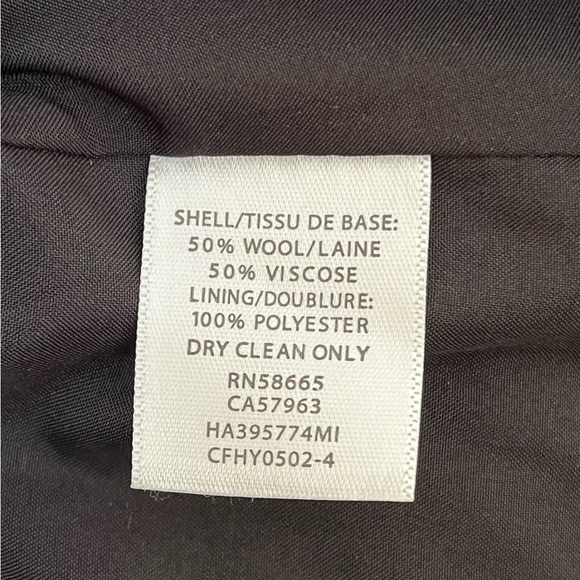 SHELL/TISSU DE BASE:
50% WOOL/LAINE
50% VISCOSE
LINING/DOUBLURE:
100% POLYESTER
DRY CLEAN ONLY
RN58665
CA57963
HA395774MI
CFHY0502-4